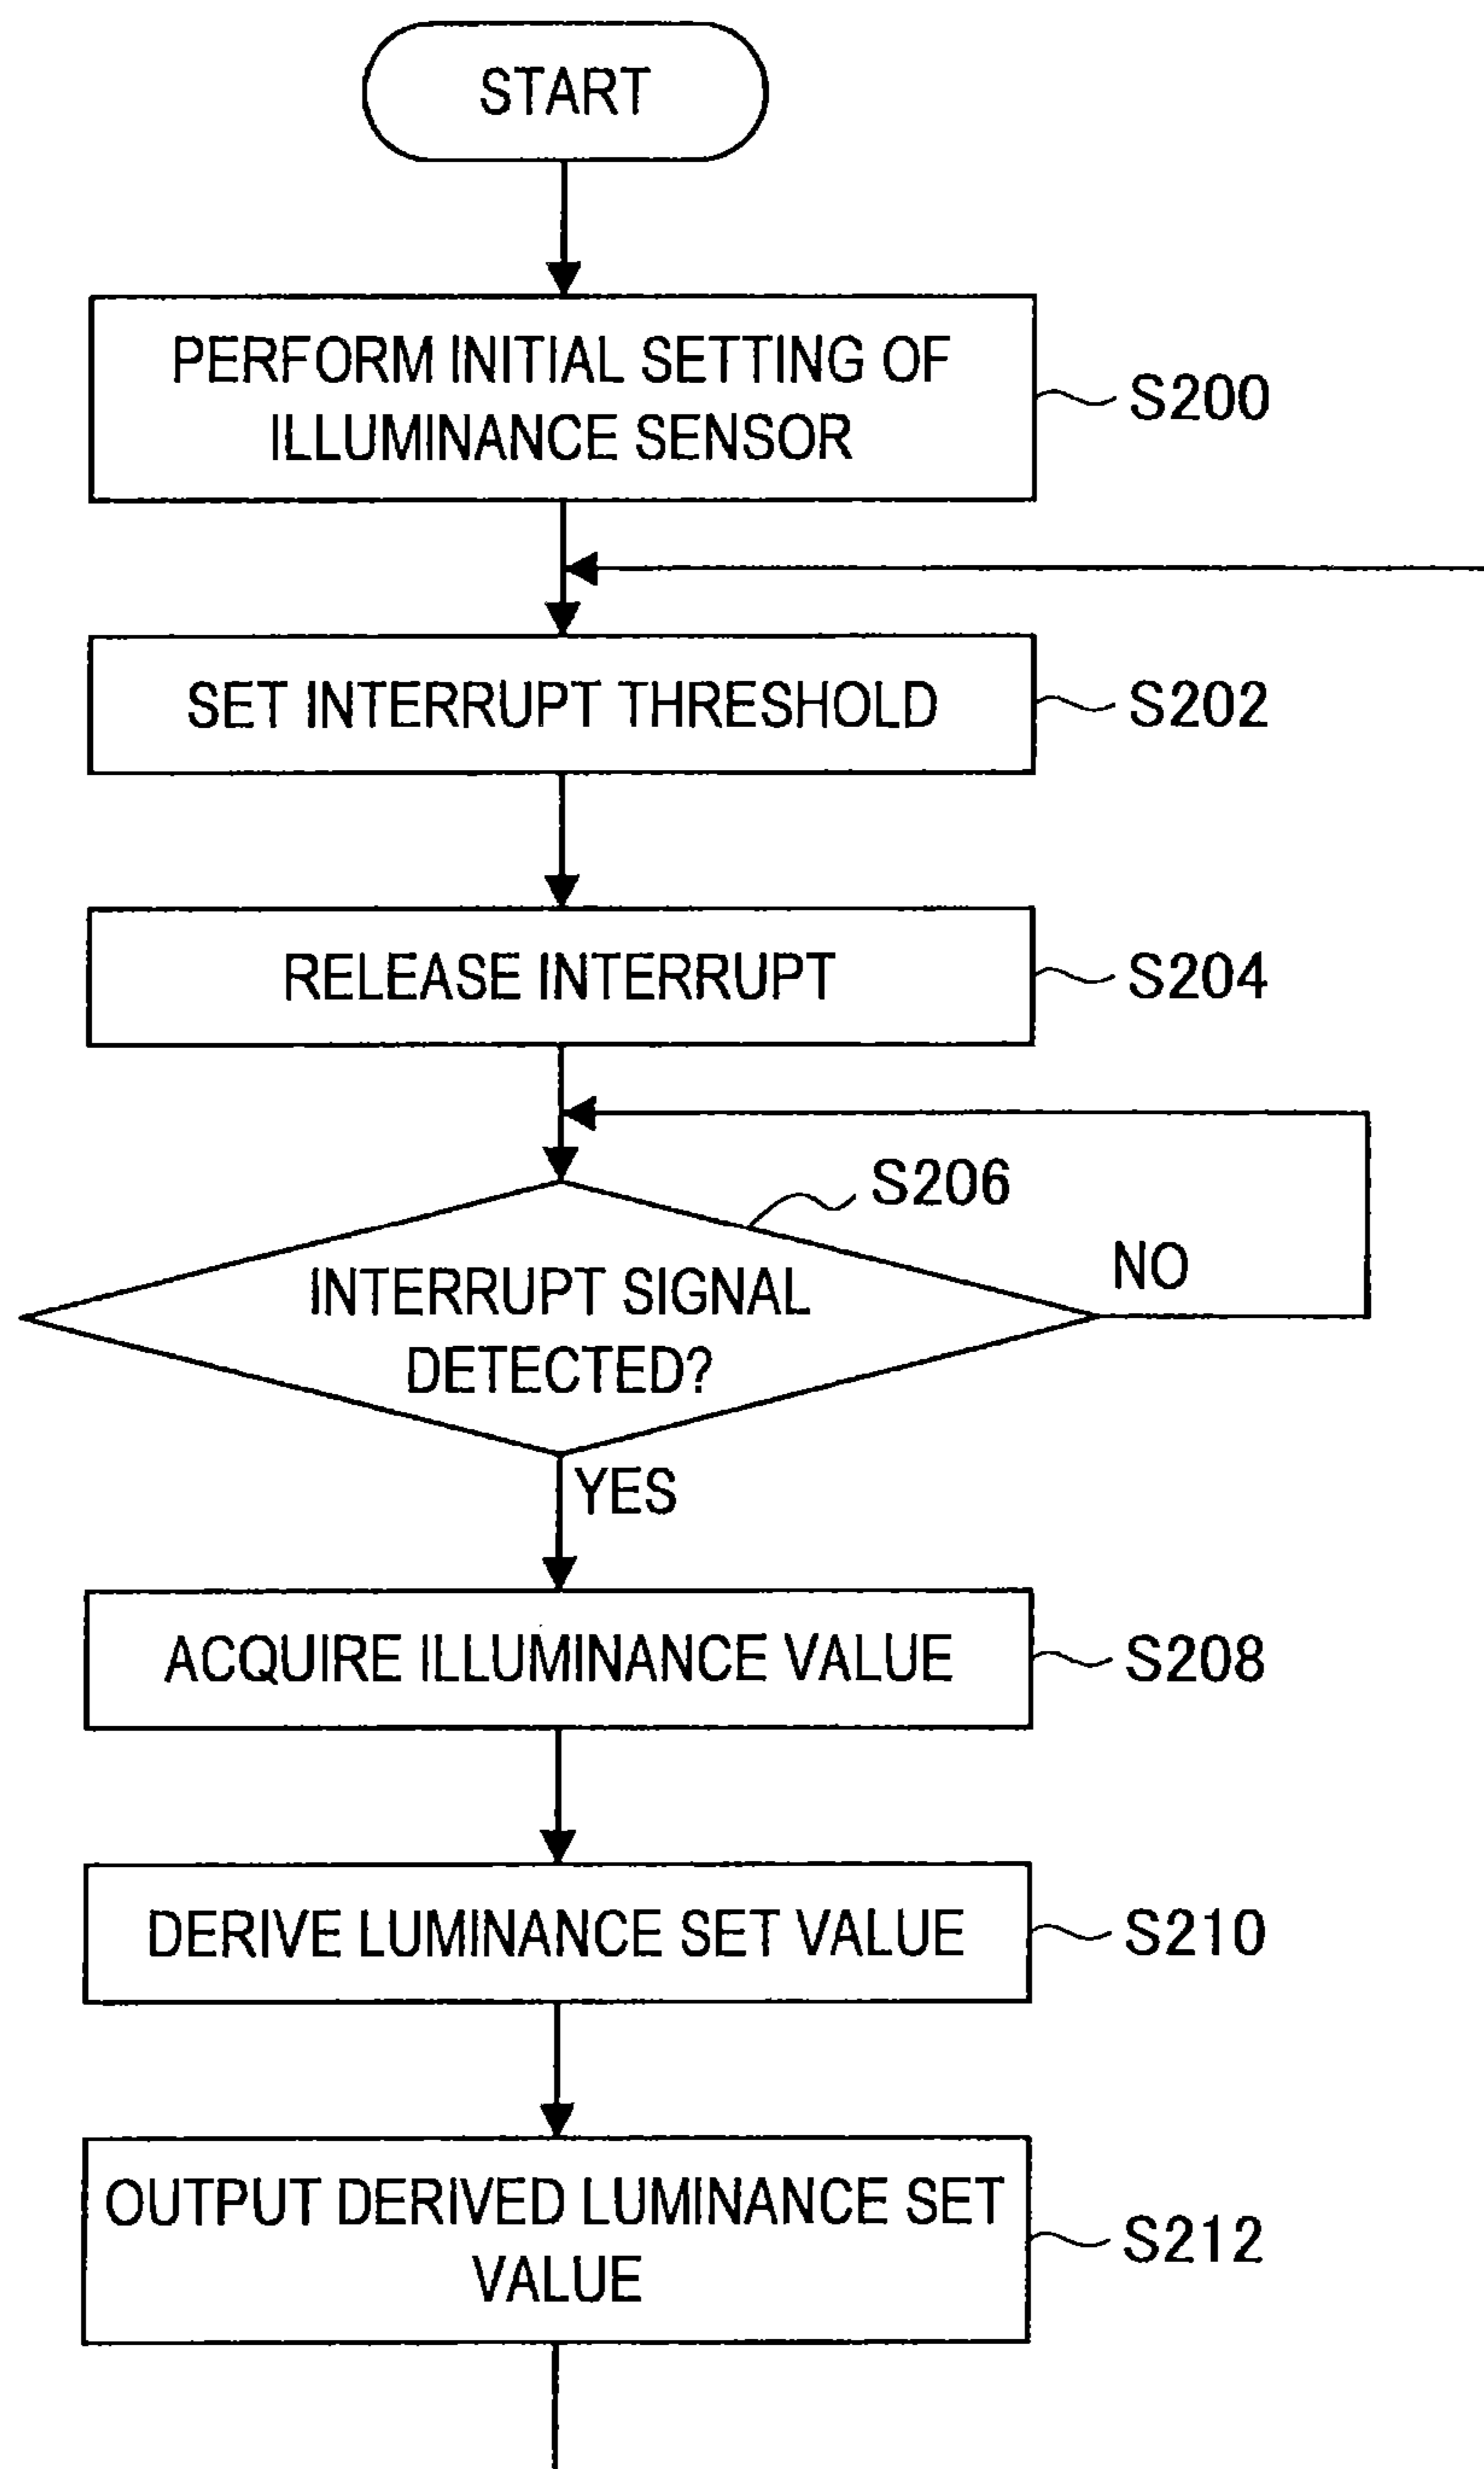 START
PERFORM INITIAL SETTING OF
ILLUMINANCE SENSOR
S200
SET INTERRUPT THRESHOLD
S202
RELEASE INTERRUPT
S204
S206
INTERRUPT SIGNAL
DETECTED?
NO
YES
ACQUIRE ILLUMINANCE VALUE
S208
DERIVE LUMINANCE SET VALUE
S210
OUTPUT DERIVED LUMINANCE SET
VALUE
S212